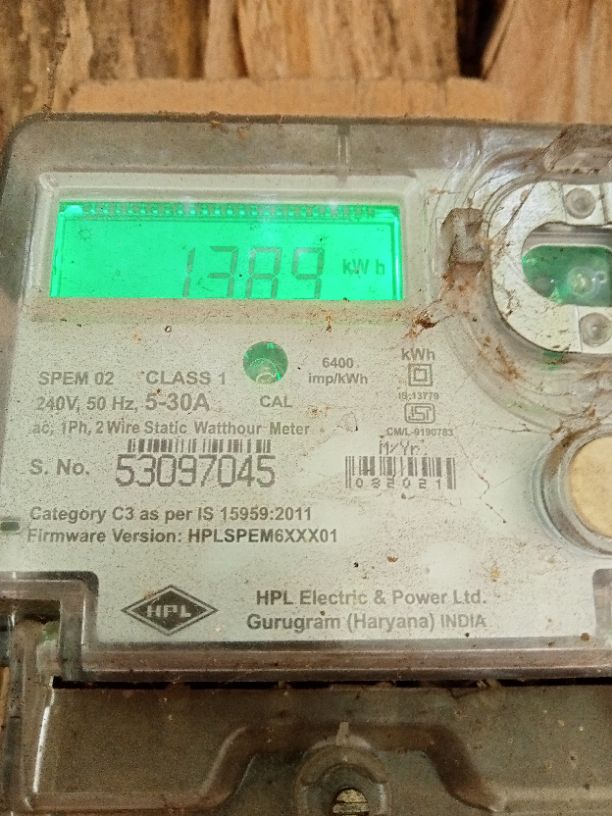 1389 kWh
SPEM 02 CLASS 1
6400
imp/kWh
kWh
240V, 50 Hz, 5-30A
CAL
IS:13779
ac, 1Ph, 2 Wire Static Watthour Meter
CM/L-9190783
M/Yr.
S. No. 53097045
082021
Category C3 as per IS 15959:2011
Firmware Version: HPLSPEM6XXX01
HPL
HPL Electric & Power Ltd.
Gurugram (Haryana) INDIA